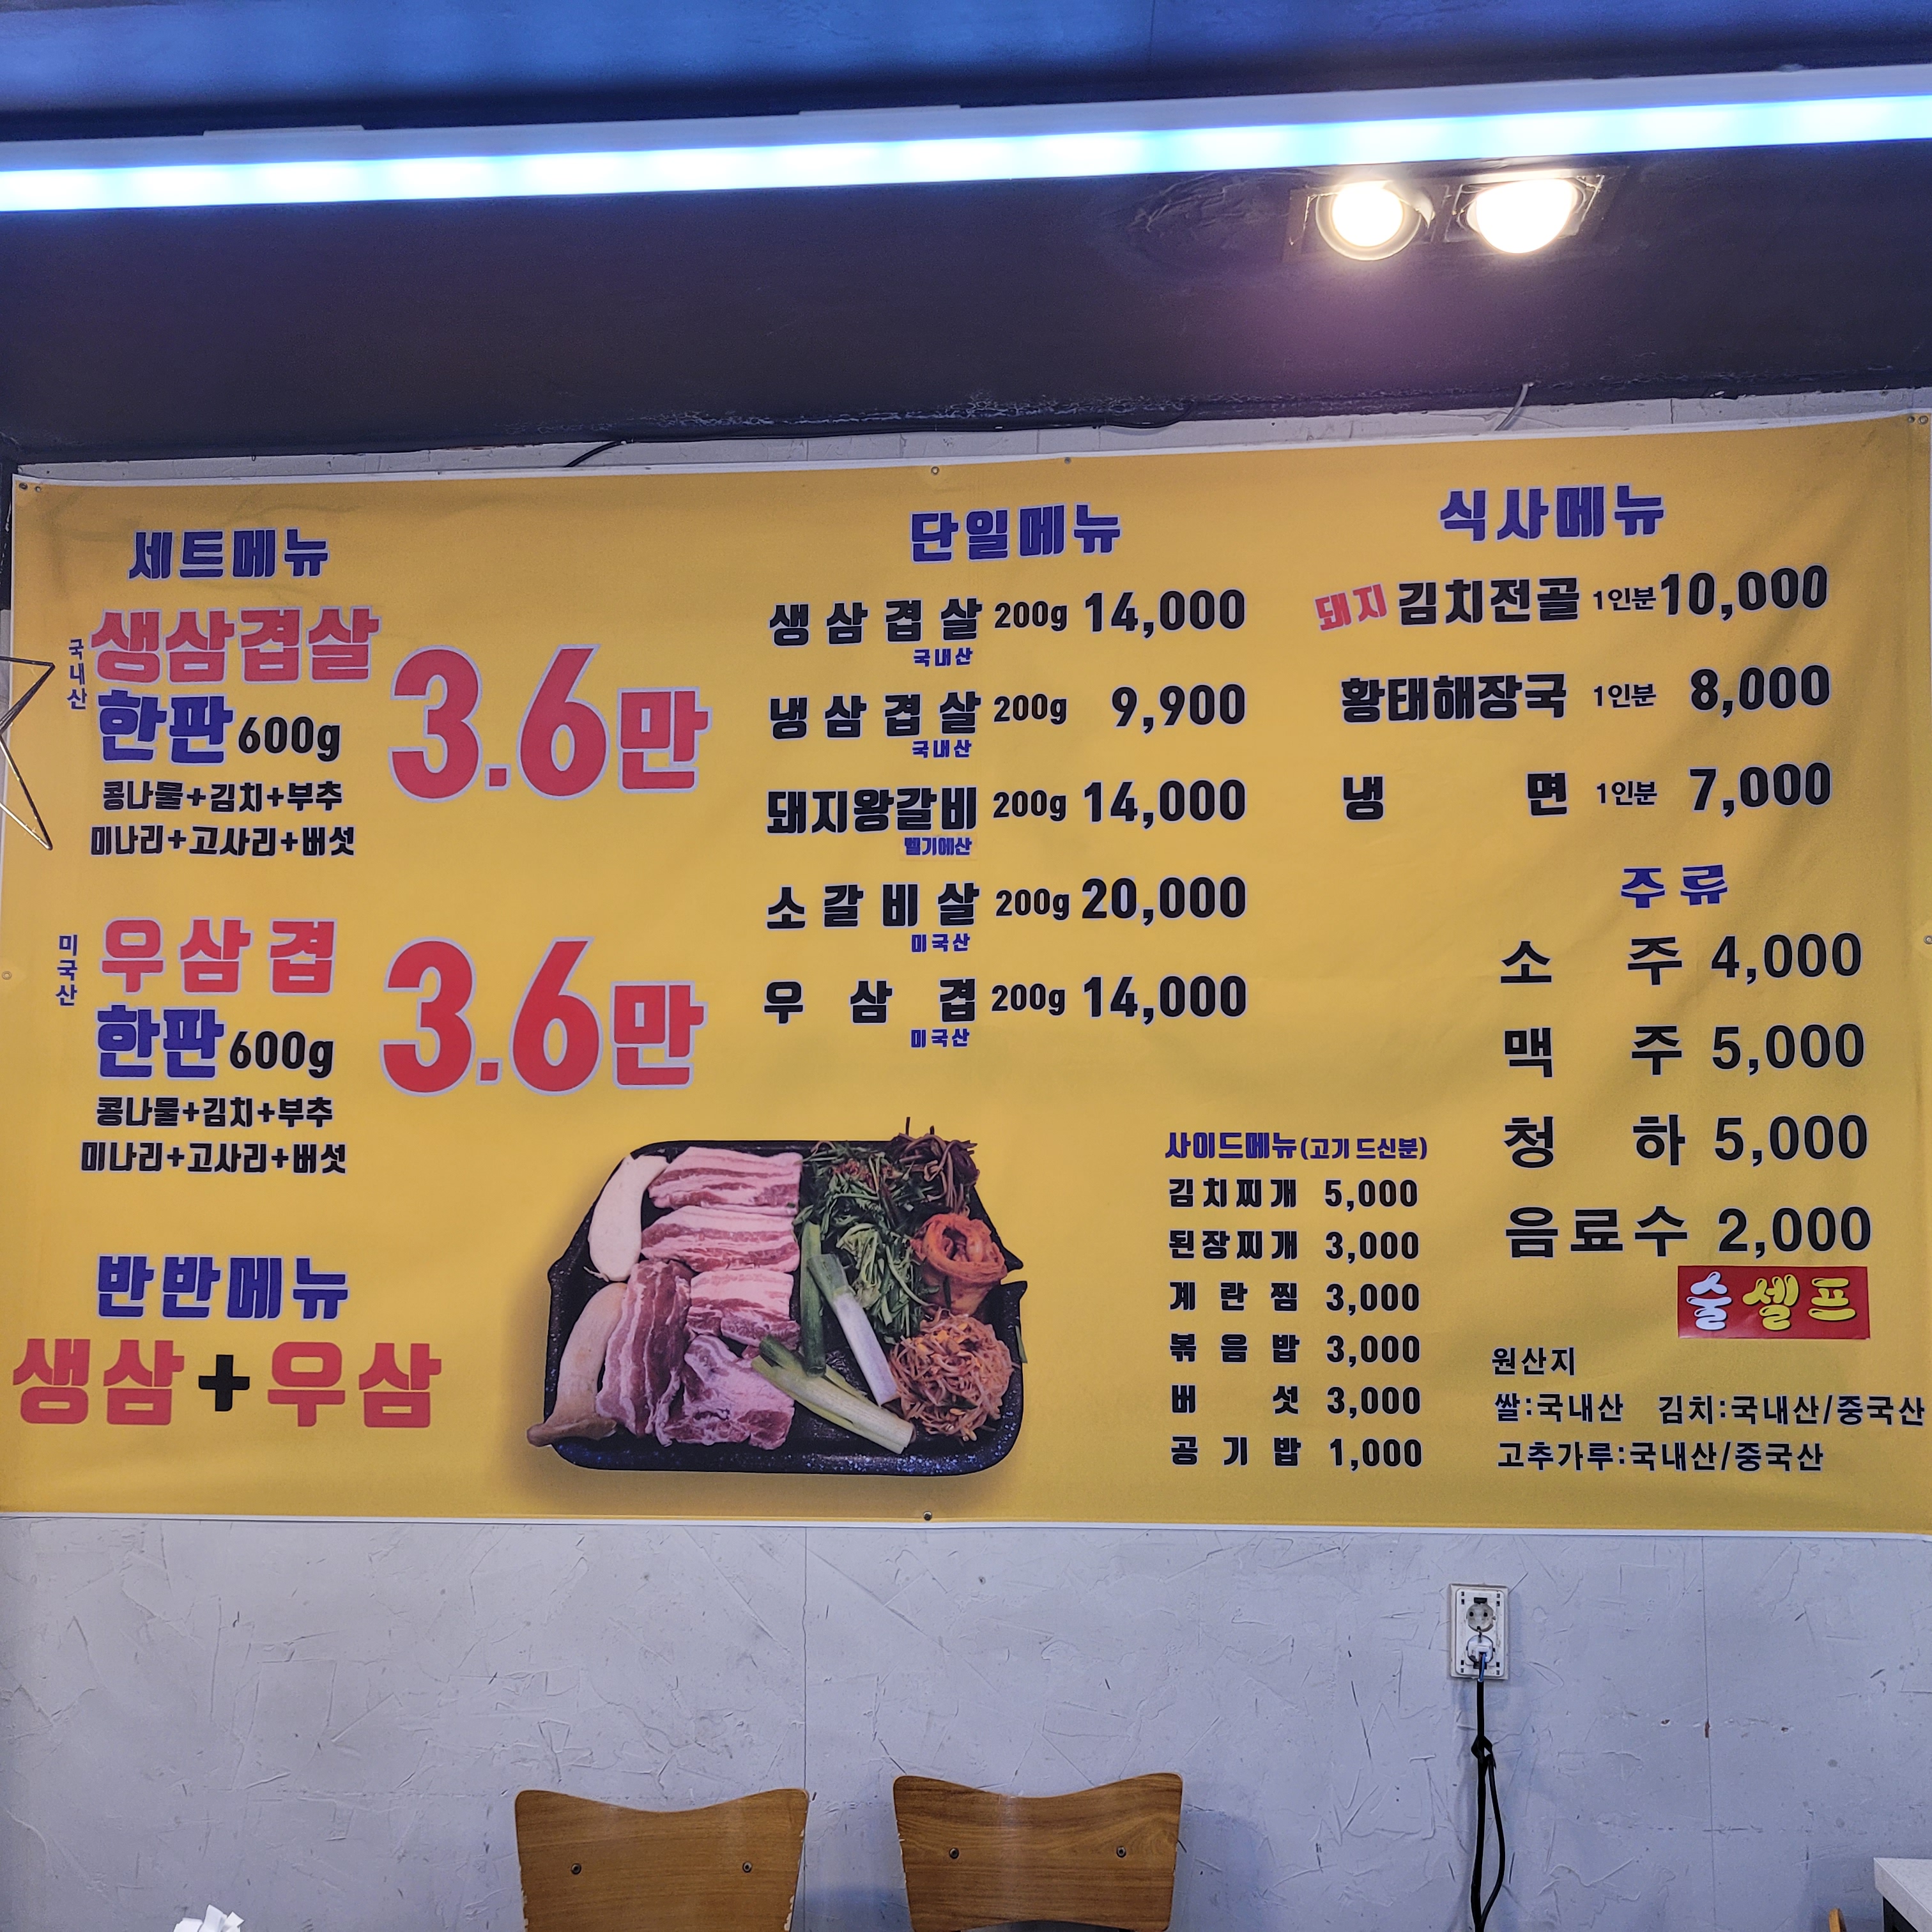 세트메뉴
국내산
생삼겹살
한판 600g
3.6만
콩나물+김치+부추
미나리+고사리+버섯
미국산
우삼겹
한판 600g
3.6만
콩나물+김치+부추
미나리+고사리+버섯
반반메뉴
생삼+우삼
단일메뉴
생삼겹살 200g 14,000
국내산
냉삼겹살 200g 9,900
국내산
돼지왕갈비 200g 14,000
벨기에산
소갈비살 200g 20,000
미국산
우삼겹 200g 14,000
미국산
사이드메뉴(고기 드신분)
김치찌개 5,000
된장찌개 3,000
계란찜 3,000
볶음밥 3,000
버섯 3,000
공기밥 1,000
식사메뉴
돼지 김치전골 1인분 10,000
황태해장국 1인분 8,000
냉면 1인분 7,000
주류
소주 4,000
맥주 5,000
청하 5,000
음료수 2,000
술셀프
원산지
쌀:국내산 김치:국내산/중국산
고추가루:국내산/중국산